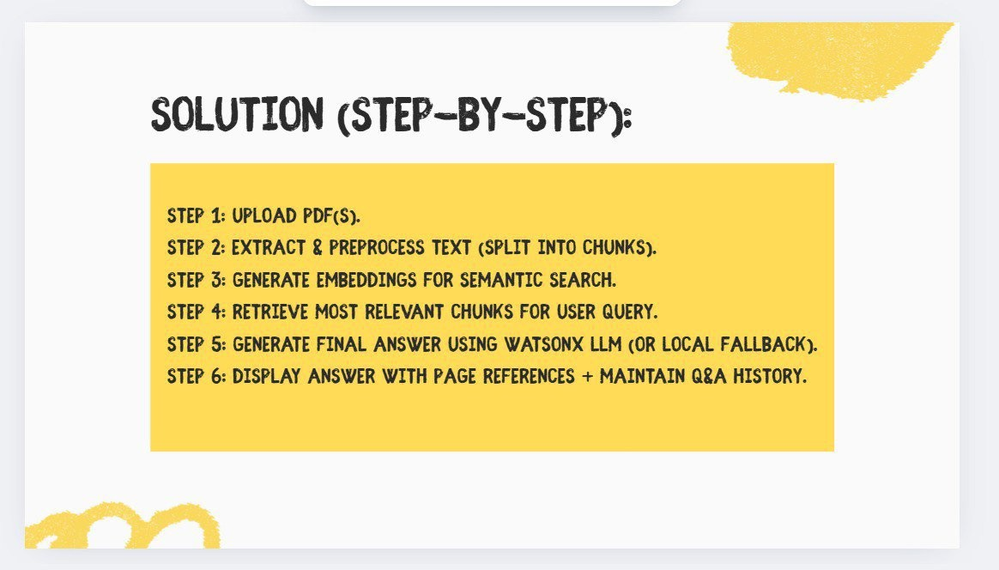 SOLUTION (STEP-BY-STEP):
STEP 1: UPLOAD PDF(S).
STEP 2: EXTRACT & PREPROCESS TEXT (SPLIT INTO CHUNKS).
STEP 3: GENERATE EMBEDDINGS FOR SEMANTIC SEARCH.
STEP 4: RETRIEVE MOST RELEVANT CHUNKS FOR USER QUERY.
STEP 5: GENERATE FINAL ANSWER USING WATSONX LLM (OR LOCAL FALLBACK).
STEP 6: DISPLAY ANSWER WITH PAGE REFERENCES + MAINTAIN Q&A HISTORY.